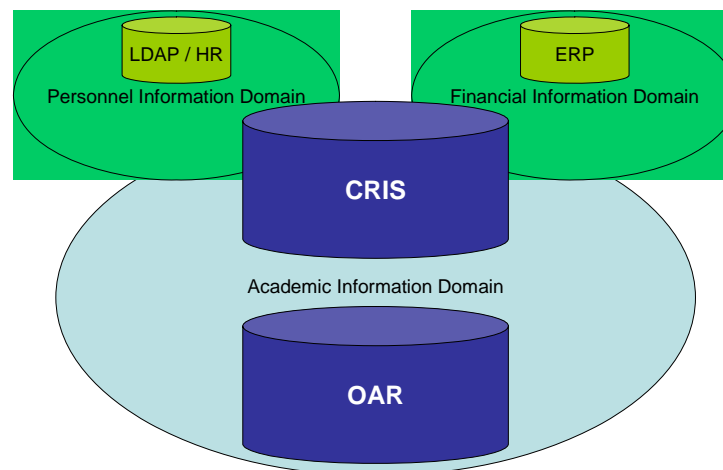 LDAP / HR
ERP
Personnel Information Domain
Financial Information Domain
CRIS
Academic Information Domain
OAR